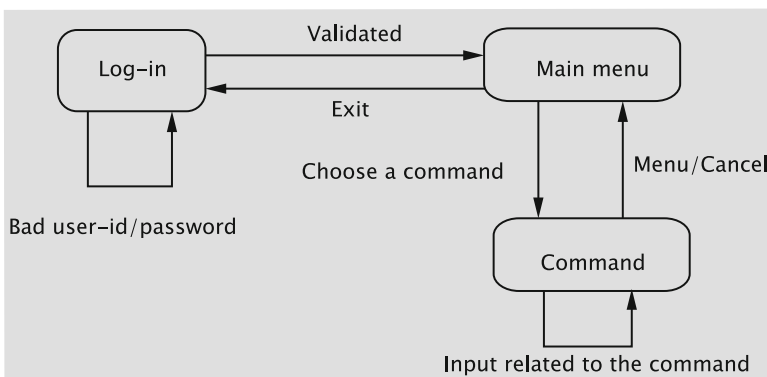 Validated
Log-in
Main menu
Exit
Choose a command
Menu/Cancel
Bad user-id/password
Command
Input related to the command